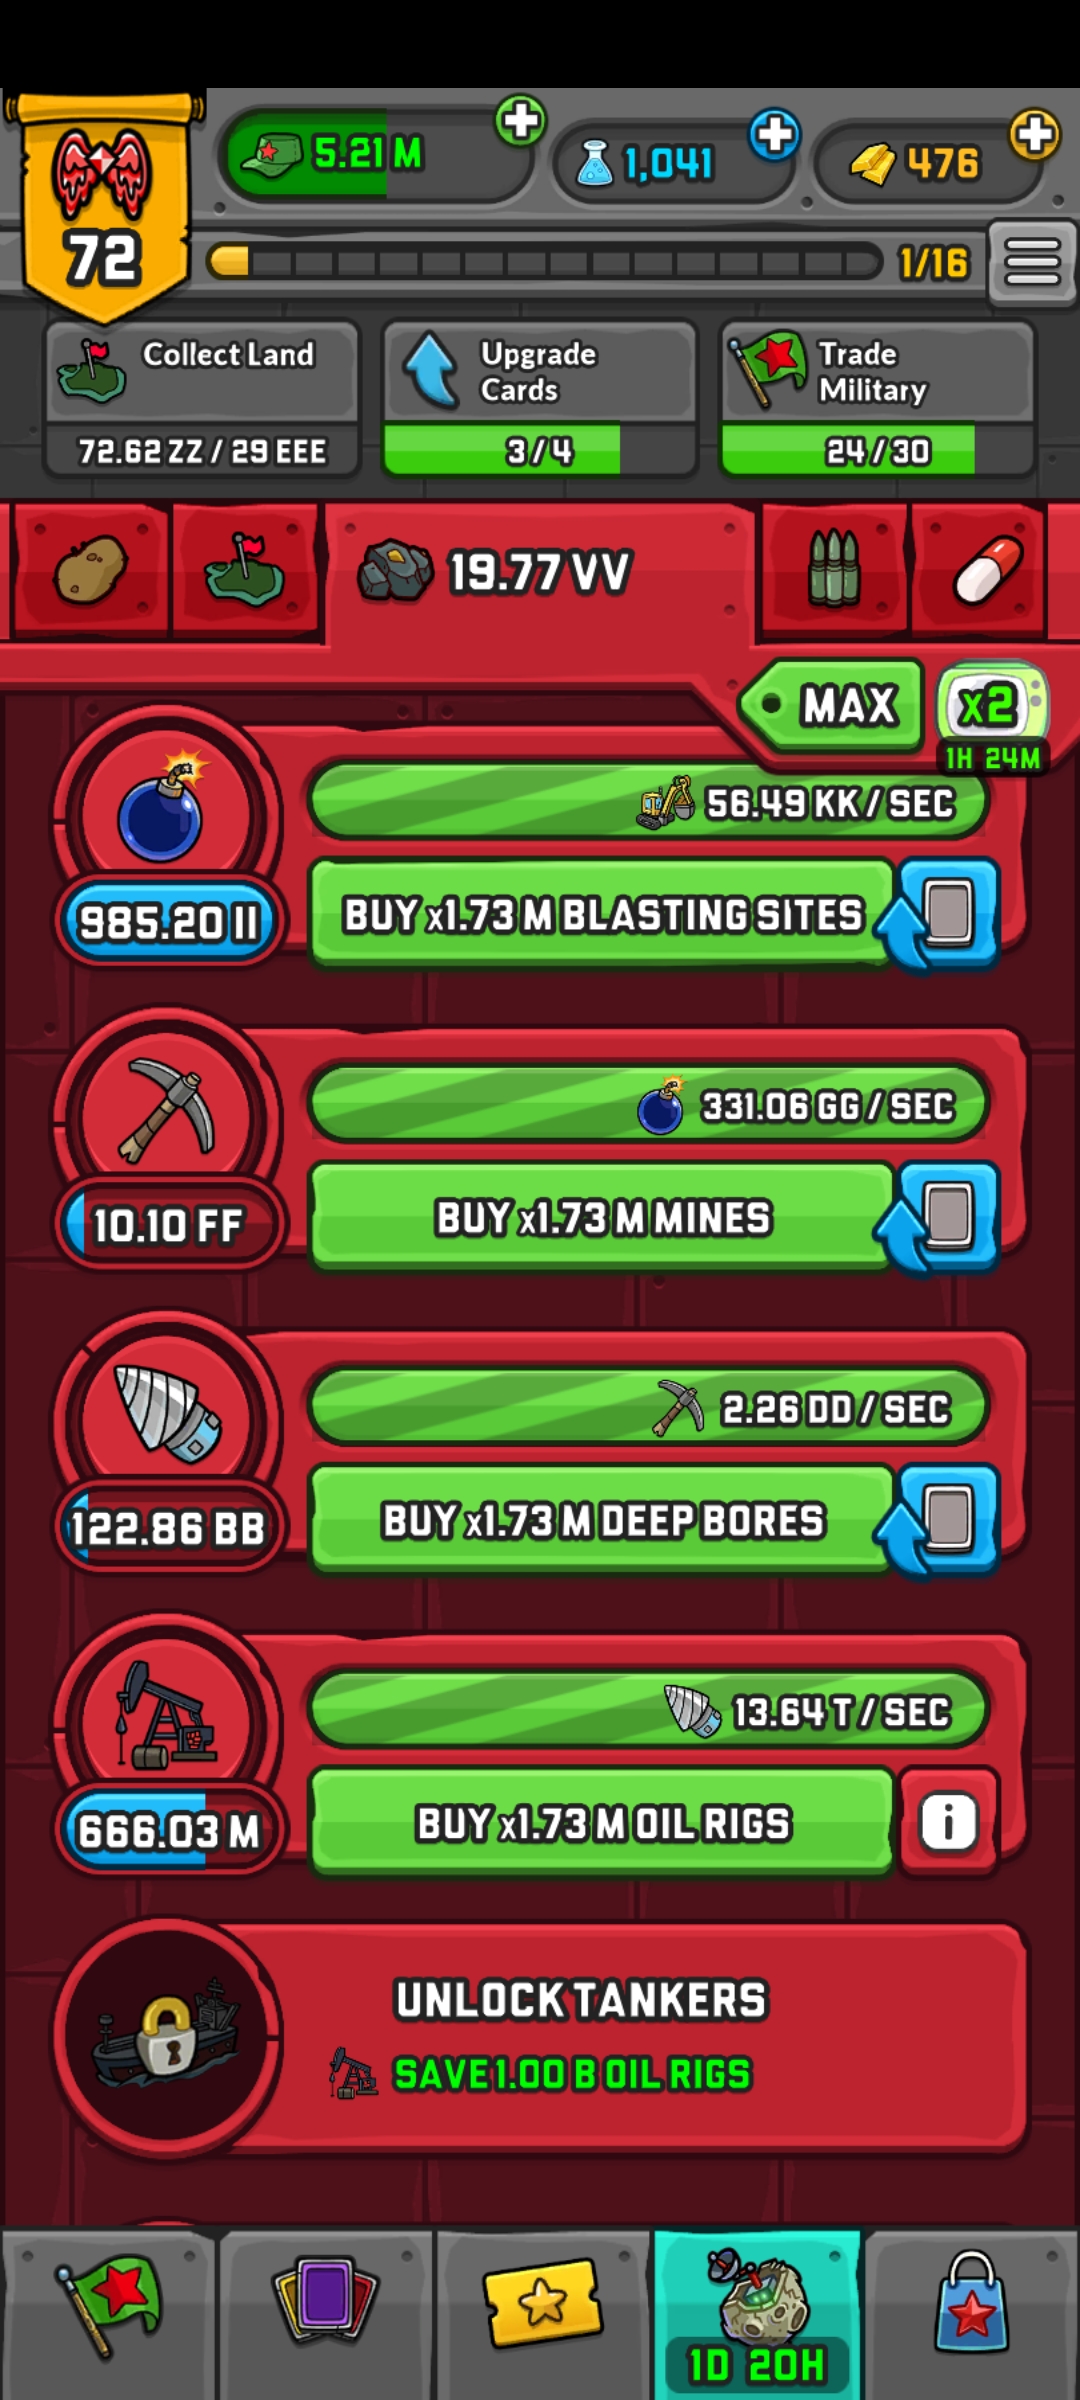 5.21 M
1,041
476
72
1/16
Collect Land
72.62 ZZ / 29 EEE
Upgrade
Cards
3/4
Trade
Military
24/30
19.77 VV
MAX
x2
1H 24M
56.49 KK / SEC
985.20 II
BUY x1.73 M BLASTING SITES
331.06 GG / SEC
10.10 FF
BUY x1.73 M MINES
2.26 DD / SEC
122.86 BB
BUY x1.73 M DEEP BORES
13.64 T / SEC
666.03 M
BUY x1.73 M OIL RIGS
i
UNLOCK TANKERS
SAVE 1.00 B OIL RIGS
1D 20H